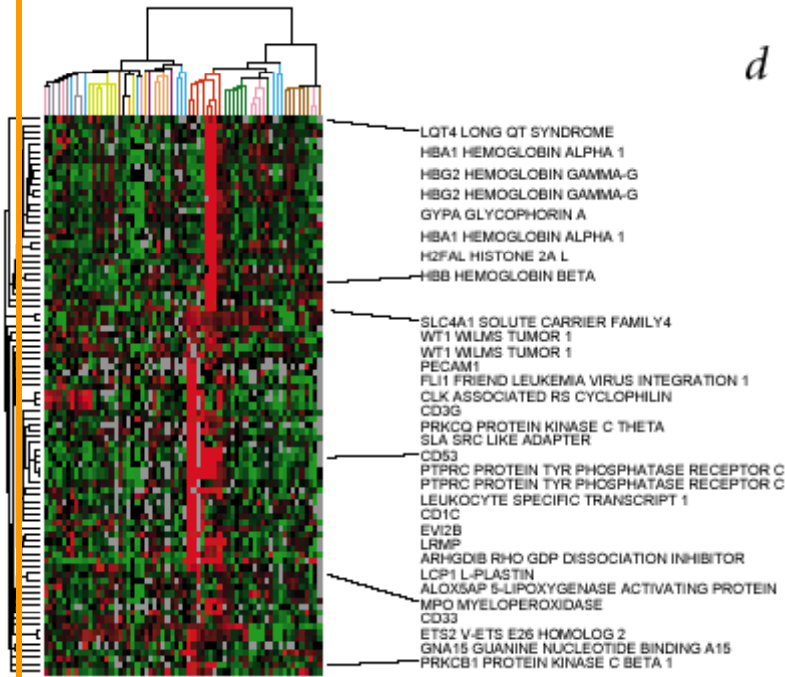 d
LQT4 LONG QT SYNDROME
HBA1 HEMOGLOBIN ALPHA 1
HBG2 HEMOGLOBIN GAMMA-G
HBG2 HEMOGLOBIN GAMMA-G
GYPA GLYCOPHORIN A
HBA1 HEMOGLOBIN ALPHA 1
H2FAL HISTONE 2A L
HBB HEMOGLOBIN BETA
SLC4A1 SOLUTE CARRIER FAMILY4
WT1 WILMS TUMOR 1
WT1 WILMS TUMOR 1
PECAM1
FLI1 FRIEND LEUKEMIA VIRUS INTEGRATION 1
CLK ASSOCIATED RS CYCLOPHILIN
CD3G
PRKCQ PROTEIN KINASE C THETA
SLA SRC LIKE ADAPTER
CD53
PTPRC PROTEIN TYR PHOSPHATASE RECEPTOR C
PTPRC PROTEIN TYR PHOSPHATASE RECEPTOR C
LEUKOCYTE SPECIFIC TRANSCRIPT 1
CD1C
EVI2B
LRMP
ARHGDIB RHO GDP DISSOCIATION INHIBITOR
LCP1 L-PLASTIN
ALOX5AP 5-LIPOXYGENASE ACTIVATING PROTEIN
MPO MYELOPEROXIDASE
CD33
ETS2 V-ETS E26 HOMOLOG 2
GNA15 GUANINE NUCLEOTIDE BINDING A15
PRKCB1 PROTEIN KINASE C BETA 1